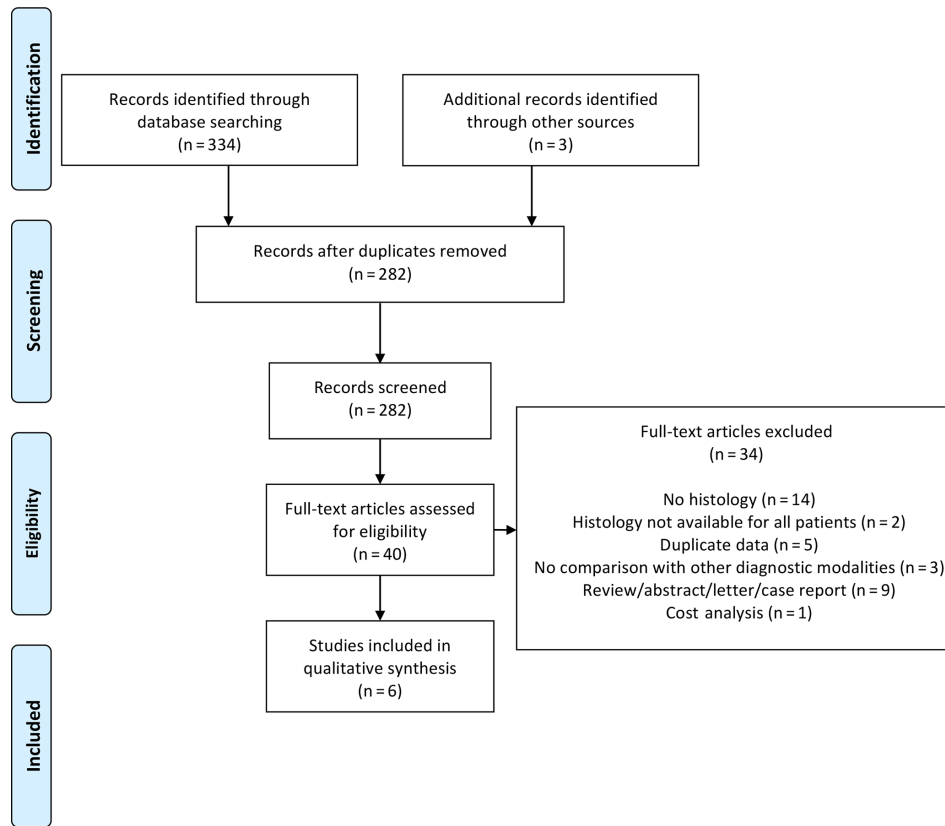 Identification
Records identified through
database searching
(n = 334)
Additional records identified
through other sources
(n = 3)
Screening
Records after duplicates removed
(n = 282)
Records screened
(n = 282)
Eligibility
Full-text articles assessed
for eligibility
(n = 40)
Full-text articles excluded
(n = 34)
No histology (n = 14)
Histology not available for all patients (n = 2)
Duplicate data (n = 5)
No comparison with other diagnostic modalities (n = 3)
Review/abstract/letter/case report (n = 9)
Cost analysis (n = 1)
Included
Studies included in
qualitative synthesis
(n = 6)